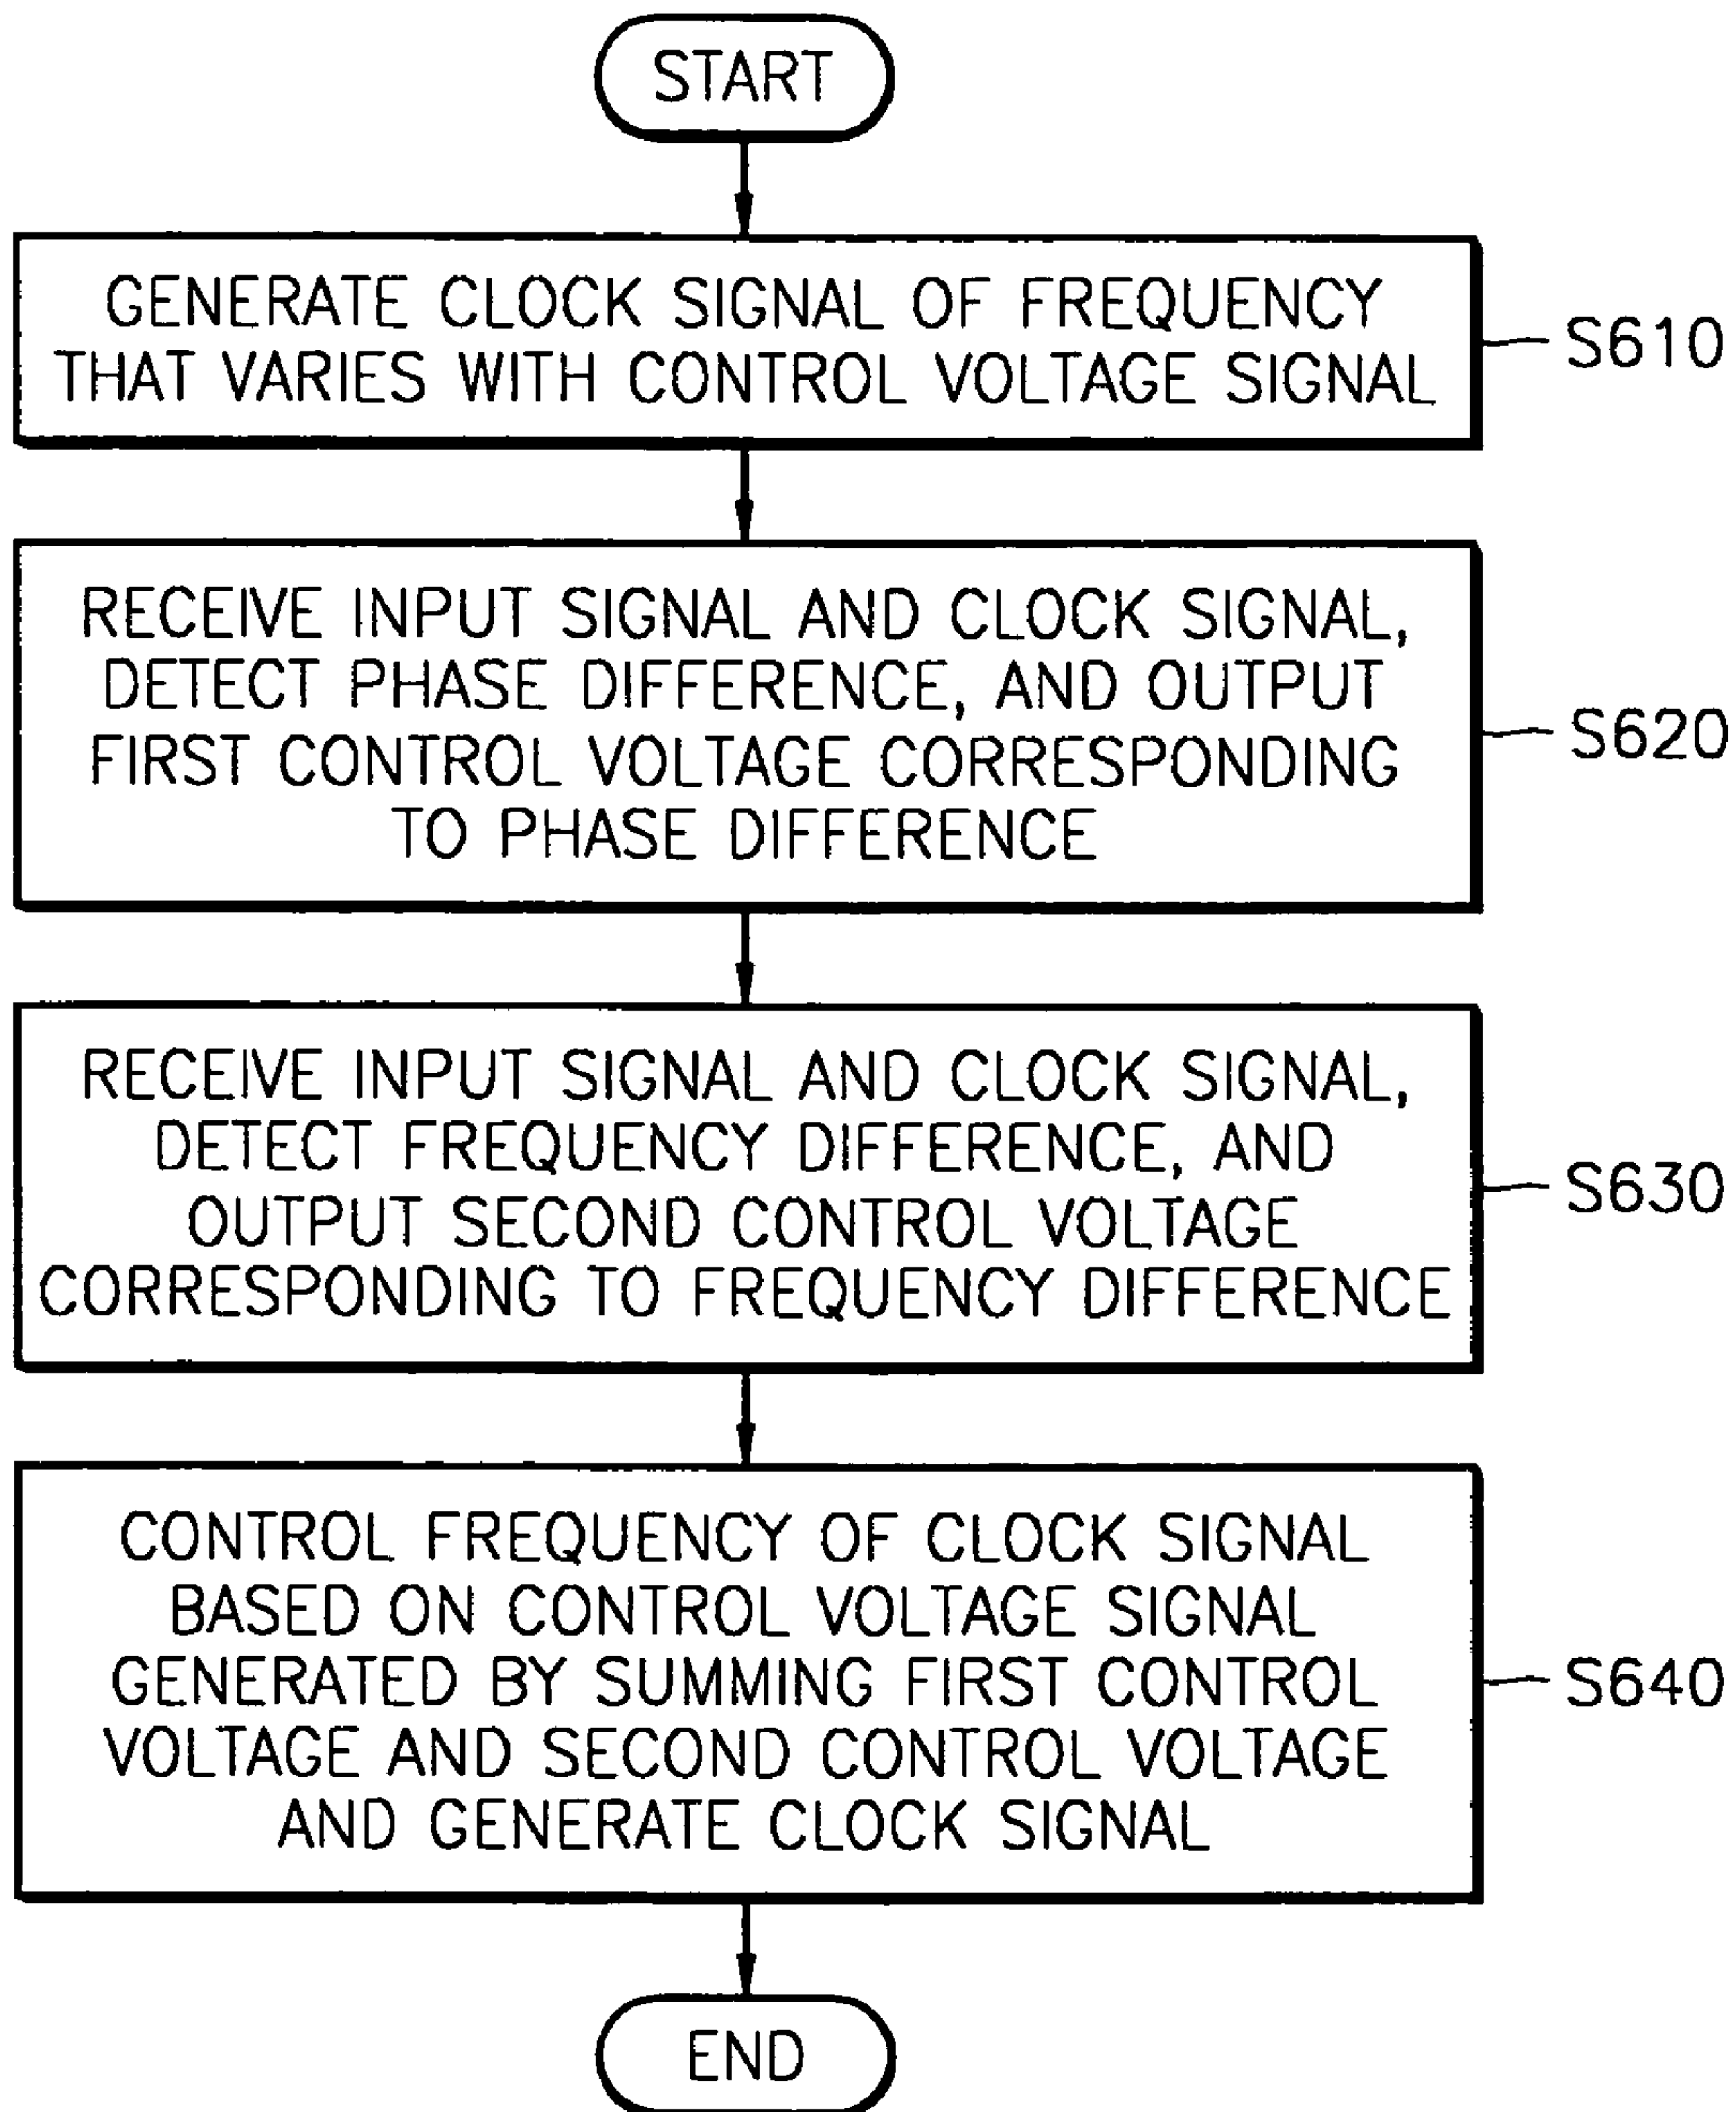 START
GENERATE CLOCK SIGNAL OF FREQUENCY
THAT VARIES WITH CONTROL VOLTAGE SIGNAL
S610
RECEIVE INPUT SIGNAL AND CLOCK SIGNAL,
DETECT PHASE DIFFERENCE, AND OUTPUT
FIRST CONTROL VOLTAGE CORRESPONDING
TO PHASE DIFFERENCE
S620
RECEIVE INPUT SIGNAL AND CLOCK SIGNAL,
DETECT FREQUENCY DIFFERENCE, AND
OUTPUT SECOND CONTROL VOLTAGE
CORRESPONDING TO FREQUENCY DIFFERENCE
S630
CONTROL FREQUENCY OF CLOCK SIGNAL
BASED ON CONTROL VOLTAGE SIGNAL
GENERATED BY SUMMING FIRST CONTROL
VOLTAGE AND SECOND CONTROL VOLTAGE
AND GENERATE CLOCK SIGNAL
S640
END